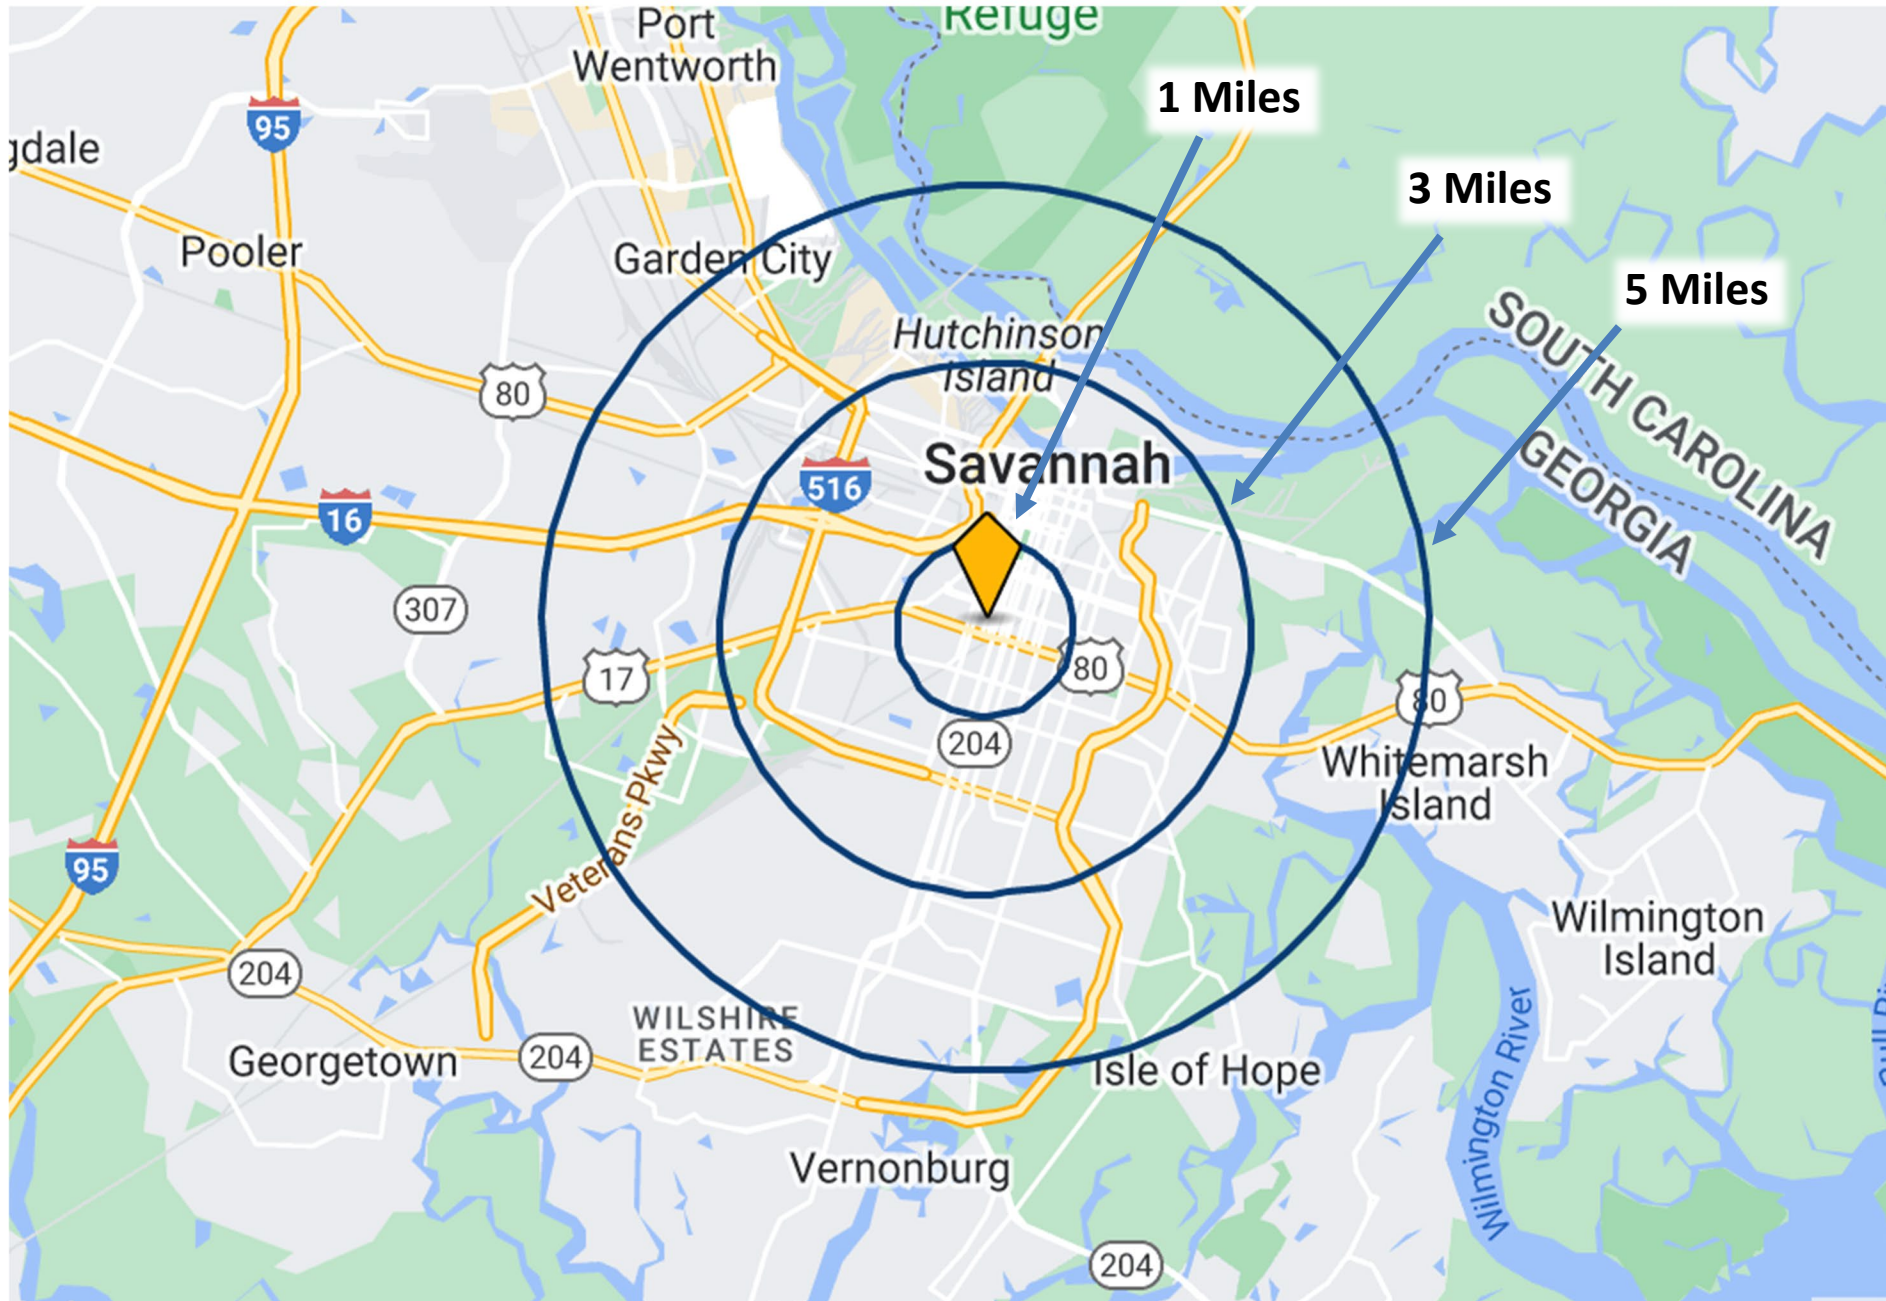 Refuge
Port
Wentworth
1 Miles
95
gdale
3 Miles
Pooler
Garden City
5 Miles
SOUTH CAROLINA
Hutchinson
Island
80
GEORGIA
Savannah
516
16
307
17
80
80
204
Whitemarsh
Island
Veterans Pkwy
95
Wilmington
Island
204
WILSHIRE
ESTATES
Georgetown
204
Isle of Hope
Wilmington River
Vernonburg
204